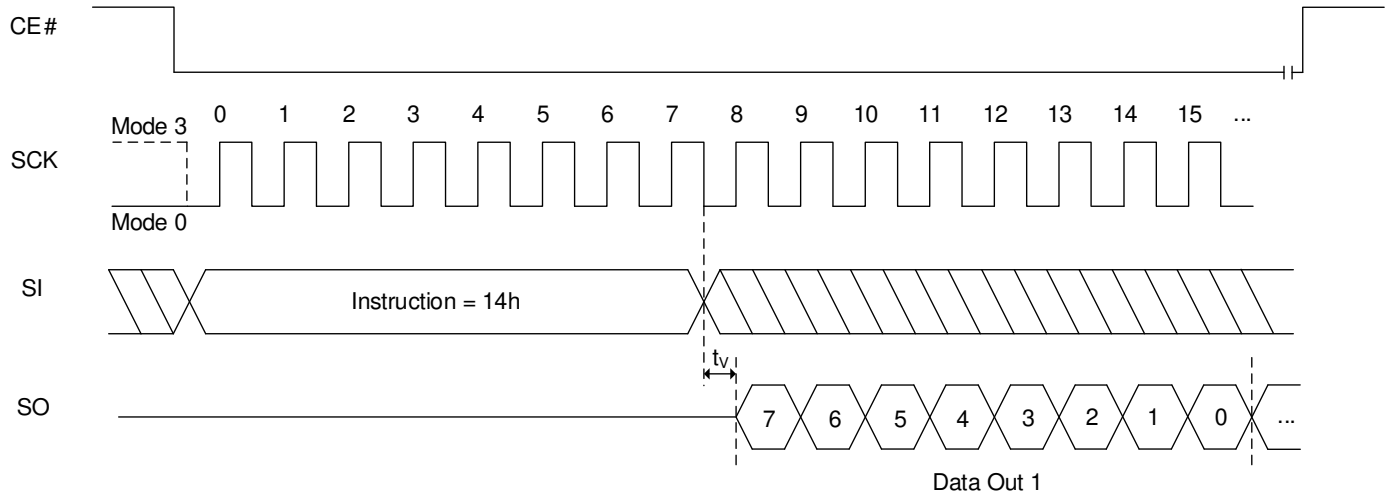 CE#
0 1 2 3 4 5 6 7 8 9 10 11 12 13 14 15 ...
Mode 3
SCK
Mode 0
SI
Instruction = 14h
tV
SO
7 6 5 4 3 2 1 0 ...
Data Out 1